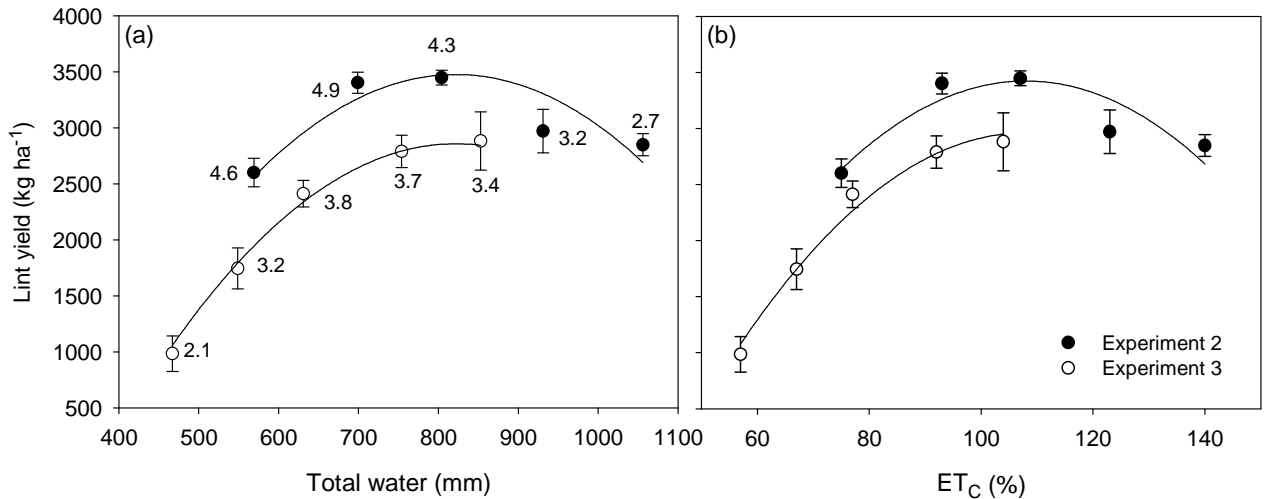 (a)
(b)
4000
3500
3000
2500
2000
1500
1000
500
Lint yield (kg ha-1)
4.3
4.9
4.6
3.2
2.7
3.7
3.4
3.8
3.2
2.1
400 500 600 700 800 900 1000 1100
Total water (mm)
Experiment 2
Experiment 3
60 80 100 120 140
ETC (%)